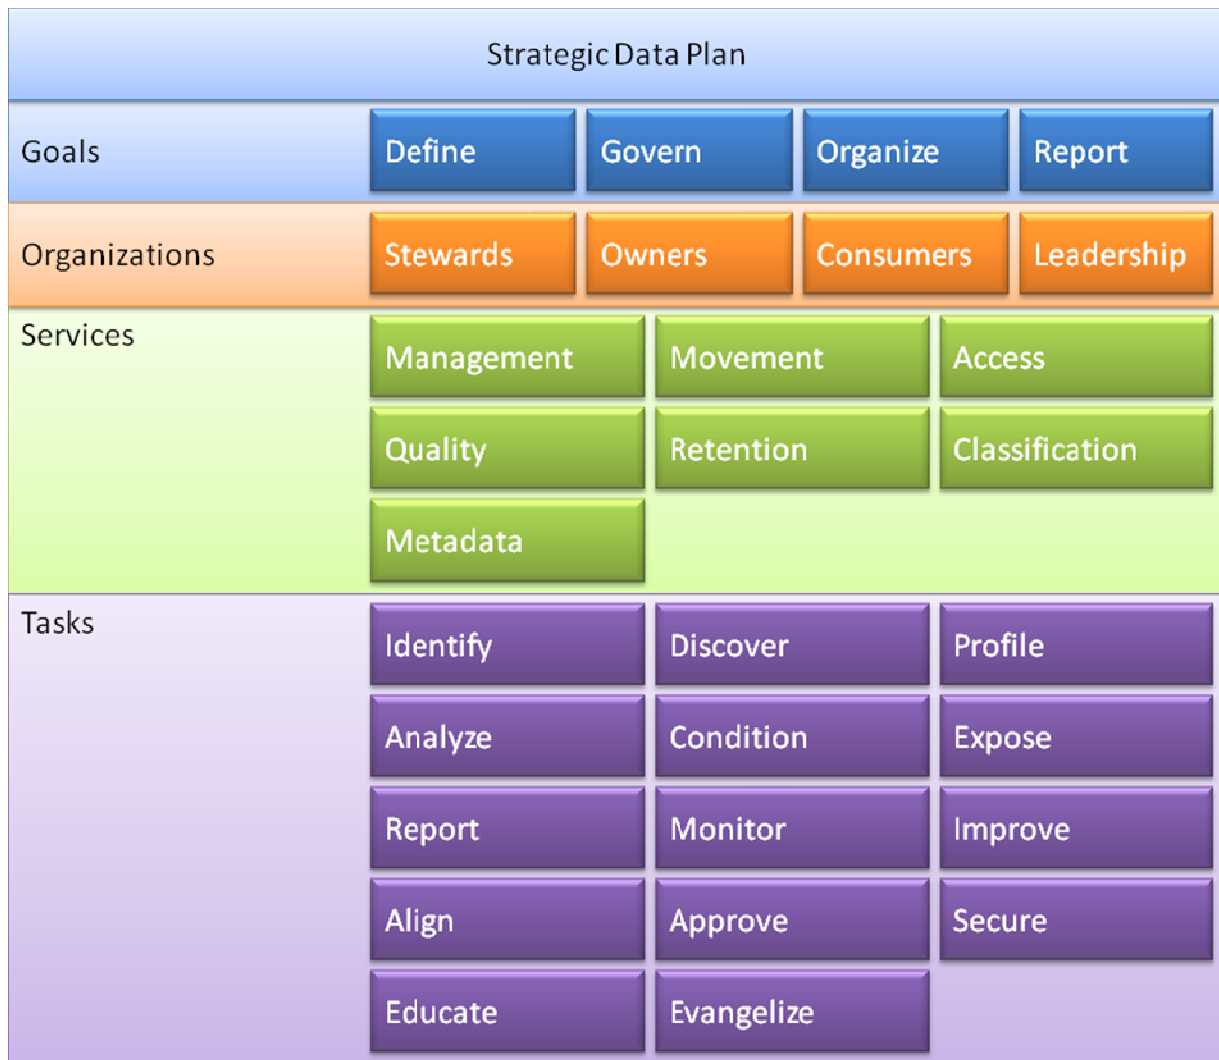 Strategic Data Plan
Goals Define Govern Organize Report
Organizations Stewards Owners Consumers Leadership
Services
Management Movement Access
Quality Retention Classification
Metadata
Tasks
Identify Discover Profile
Analyze Condition Expose
Report Monitor Improve
Align Approve Secure
Educate Evangelize